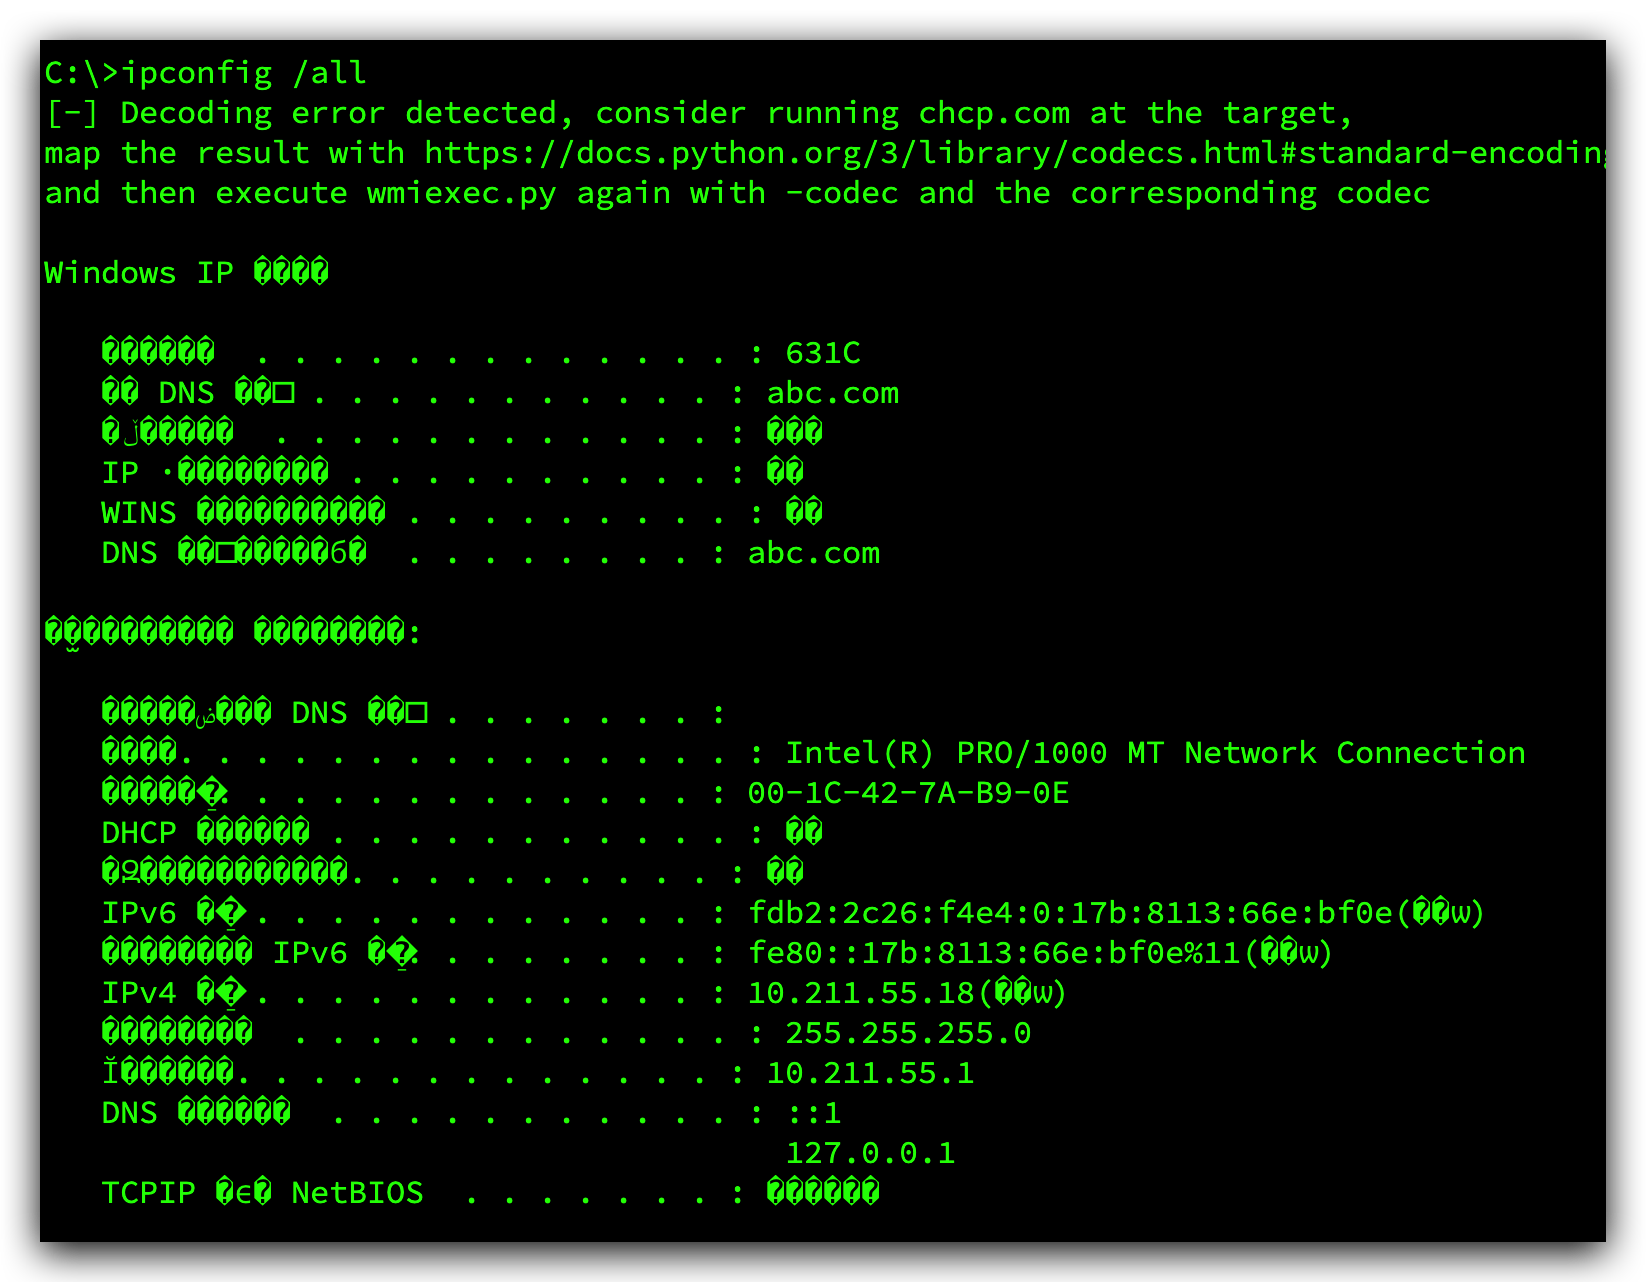 C:\>ipconfig /all
[-] Decoding error detected, consider running chcp.com at the target,
map the result with https://docs.python.org/3/library/codecs.html#standard-encoding
and then execute wmiexec.py again with -codec and the corresponding codec
Windows IP ����
������  . . . . . . . . . . . . . : 631C
�� DNS ��□ . . . . . . . . . . . . : abc.com
�ڵ�����  . . . . . . . . . . . . : ���
IP ·�������� . . . . . . . . . . . : ��
WINS ���������� . . . . . . . . . : ��
DNS ��□�����б�  . . . . . . . . : abc.com
��̫�������� ��������:
�����ض��� DNS ��□ . . . . . . . :
����. . . . . . . . . . . . . . . : Intel(R) PRO/1000 MT Network Connection
������ַ. . . . . . . . . . . . . : 00-1C-42-7A-B9-0E
DHCP ������ . . . . . . . . . . . : ��
�Զ�����������. . . . . . . . . . : ��
IPv6 ��ַ . . . . . . . . . . . . : fdb2:2c26:f4e4:0:17b:8113:66e:bf0e(��ѡ)
�������� IPv6 ��ַ. . . . . . . . : fe80::17b:8113:66e:bf0e%11(��ѡ)
IPv4 ��ַ . . . . . . . . . . . . : 10.211.55.18(��ѡ)
��������  . . . . . . . . . . . . : 255.255.255.0
Ĭ������. . . . . . . . . . . . . : 10.211.55.1
DNS ������  . . . . . . . . . . . : ::1
127.0.0.1
TCPIP �ϵ� NetBIOS  . . . . . . . : ������